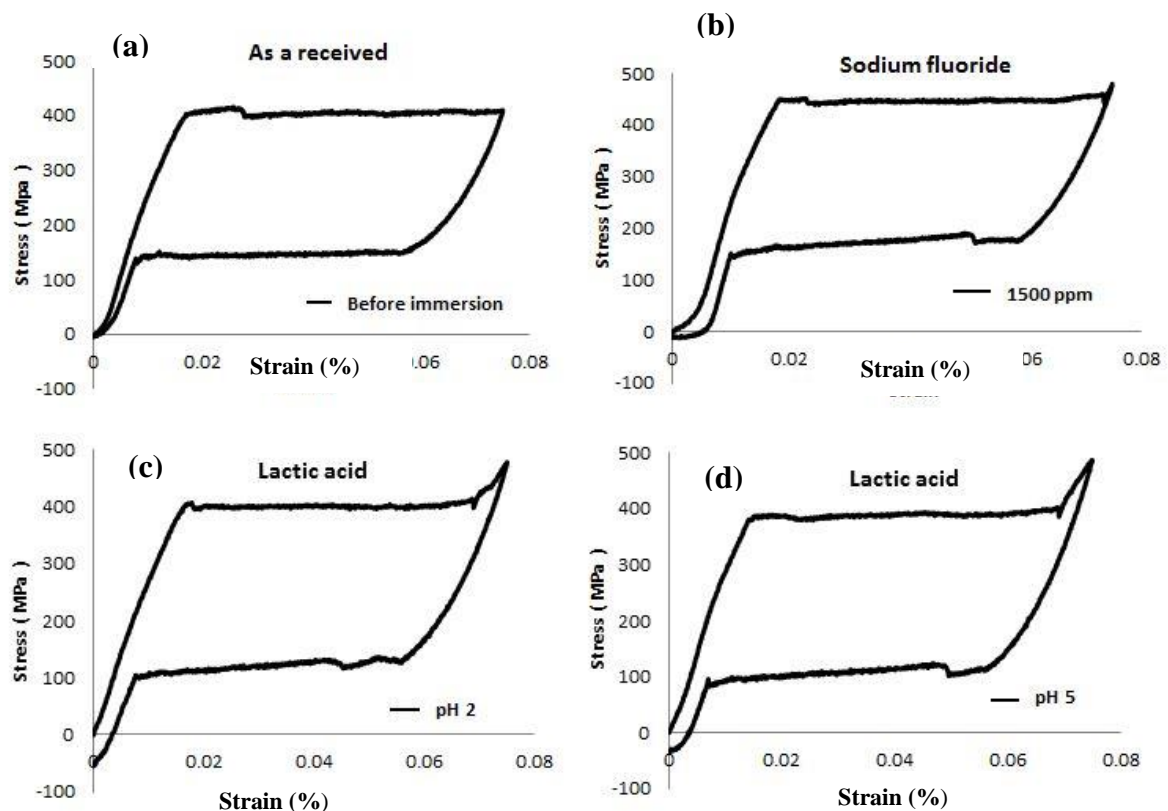 (a)
As a received
500
400
300
200
100
0
-100
Stress ( Mpa )
Before immersion
0 0.02 0.06 0.08
Strain (%)
(b)
Sodium fluoride
500
400
300
200
100
0
-100
Stress ( MPa )
1500 ppm
0 0.02 0.06 0.08
Strain (%)
(c)
Lactic acid
500
400
300
200
100
0
-100
Stress ( MPa )
pH 2
0 0.02 0.04 0.06 0.08
Strain (%)
(d)
Lactic acid
500
400
300
200
100
0
-100
Stress ( MPa )
pH 5
0 0.02 0.04 0.06 0.08
Strain (%)